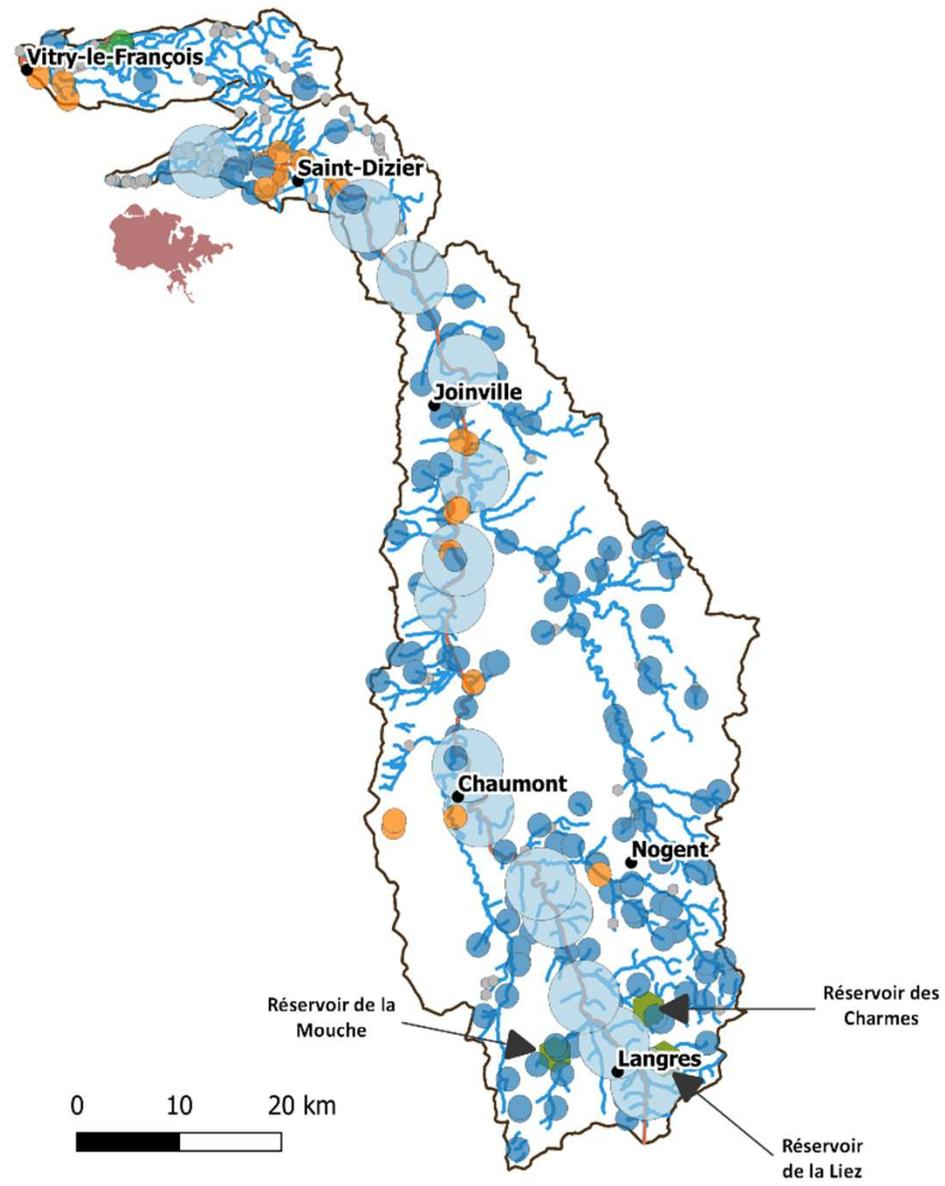 Vitry-le-François
Saint-Dizier
Joinville
Chaumont
Nogent
Réservoir des
Charmes
Réservoir de la
Mouche
Langres
0 10 20 km
Réservoir
de la Liez